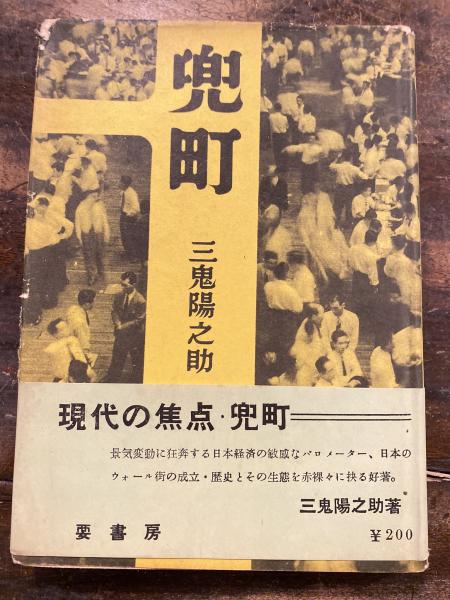 兜町
三鬼陽之助
現代の焦点・兜町
景気変動に狂奔する日本経済の敏感なバロメーター、日本の
ウォール街の成立・歴史とその生態を赤裸々に抉る好著。
三鬼陽之助著
要書房
¥200